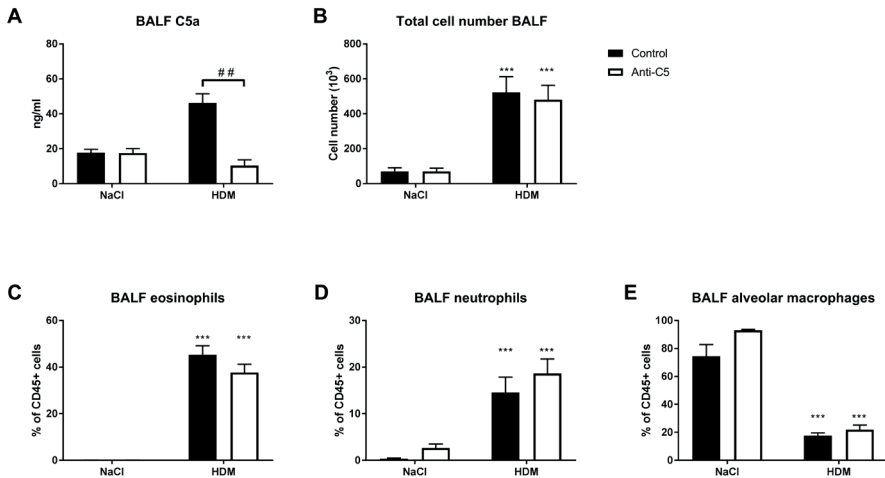 A
BALF C5a
ng/ml
80
60
40
20
0
##
NaCl
HDM
B
Total cell number BALF
Cell number (10³)
800
600
400
200
0
***
***
NaCl
HDM
Control
Anti-C5
C
BALF eosinophils
% of CD45+ cells
60
40
20
0
***
***
NaCl
HDM
D
BALF neutrophils
% of CD45+ cells
30
20
10
0
***
***
NaCl
HDM
E
BALF alveolar macrophages
% of CD45+ cells
100
80
60
40
20
0
***
***
NaCl
HDM